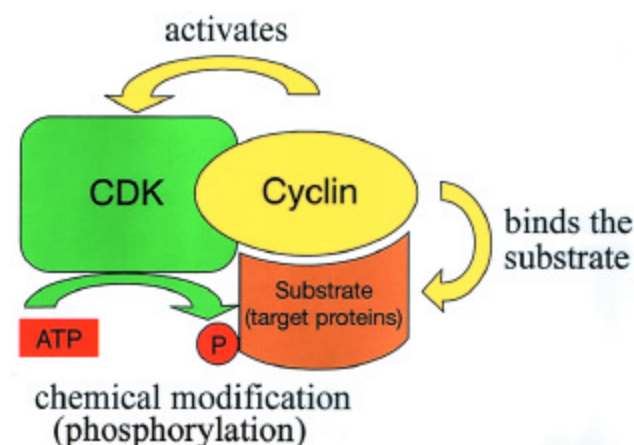 activates
CDK
Cyclin
binds the
substrate
Substrate
(target proteins)
ATP
P
chemical modification
(phosphorylation)